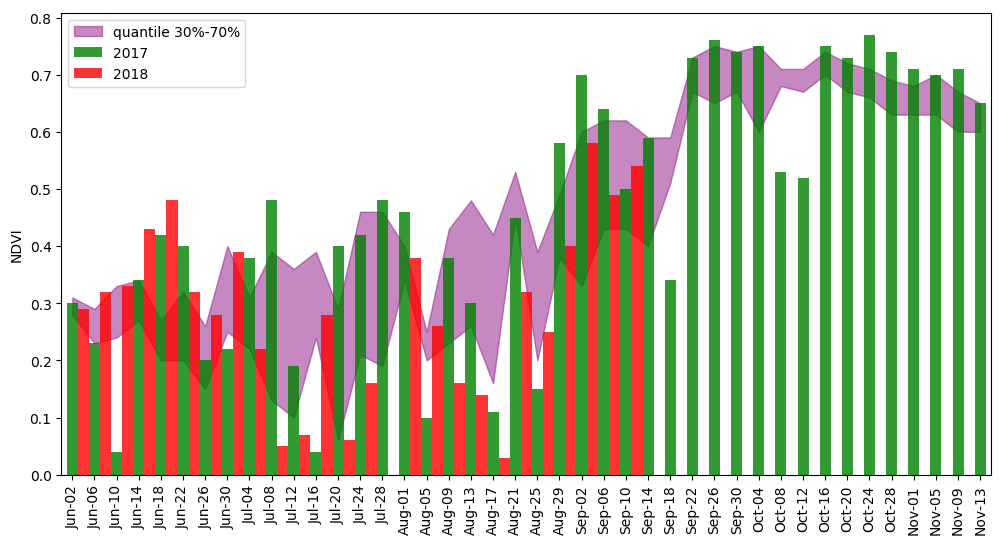 0.8
0.7
0.6
0.5
0.4
0.3
0.2
0.1
0.0
NDVI
quantile 30%-70%
2017
2018
Jun-02
Jun-06
Jun-10
Jun-14
Jun-18
Jun-22
Jun-26
Jun-30
Jul-04
Jul-08
Jul-12
Jul-16
Jul-20
Jul-24
Jul-28
Aug-01
Aug-05
Aug-09
Aug-13
Aug-17
Aug-21
Aug-25
Aug-29
Sep-02
Sep-06
Sep-10
Sep-14
Sep-18
Sep-22
Sep-26
Sep-30
Oct-04
Oct-08
Oct-12
Oct-16
Oct-20
Oct-24
Oct-28
Nov-01
Nov-05
Nov-09
Nov-13